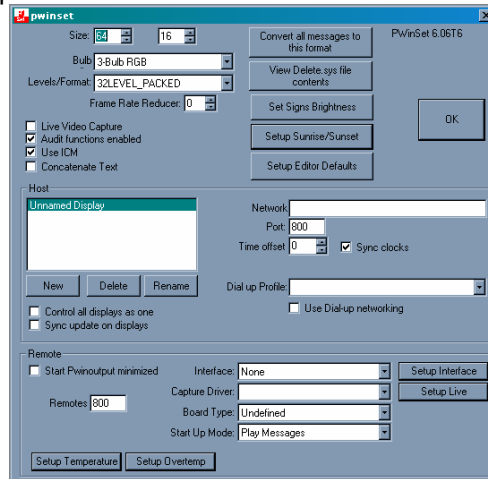 pwinset
Size: 64 16
Bulb 3-Bulb RGB
Levels/Format: 32LEVEL_PACKED
Frame Rate Reducer: 0
Live Video Capture
Audit functions enabled
Use ICM
Concatenate Text
Convert all messages to
this format
View Delete.sys file
contents
Set Signs Brightness
Setup Sunrise/Sunset
Setup Editor Defaults
PWinSet 6.06T6
OK
Host
Unnamed Display
New Delete Rename
Control all displays as one
Sync update on displays
Network
Port: 800
Time offset 0 Sync clocks
Dial up Profile:
Use Dial-up networking
Remote
Start Pwinoutput minimized
Remotes 800
Interface: None
Capture Driver:
Board Type: Undefined
Start Up Mode: Play Messages
Setup Interface
Setup Live
Setup Temperature Setup Overtemp